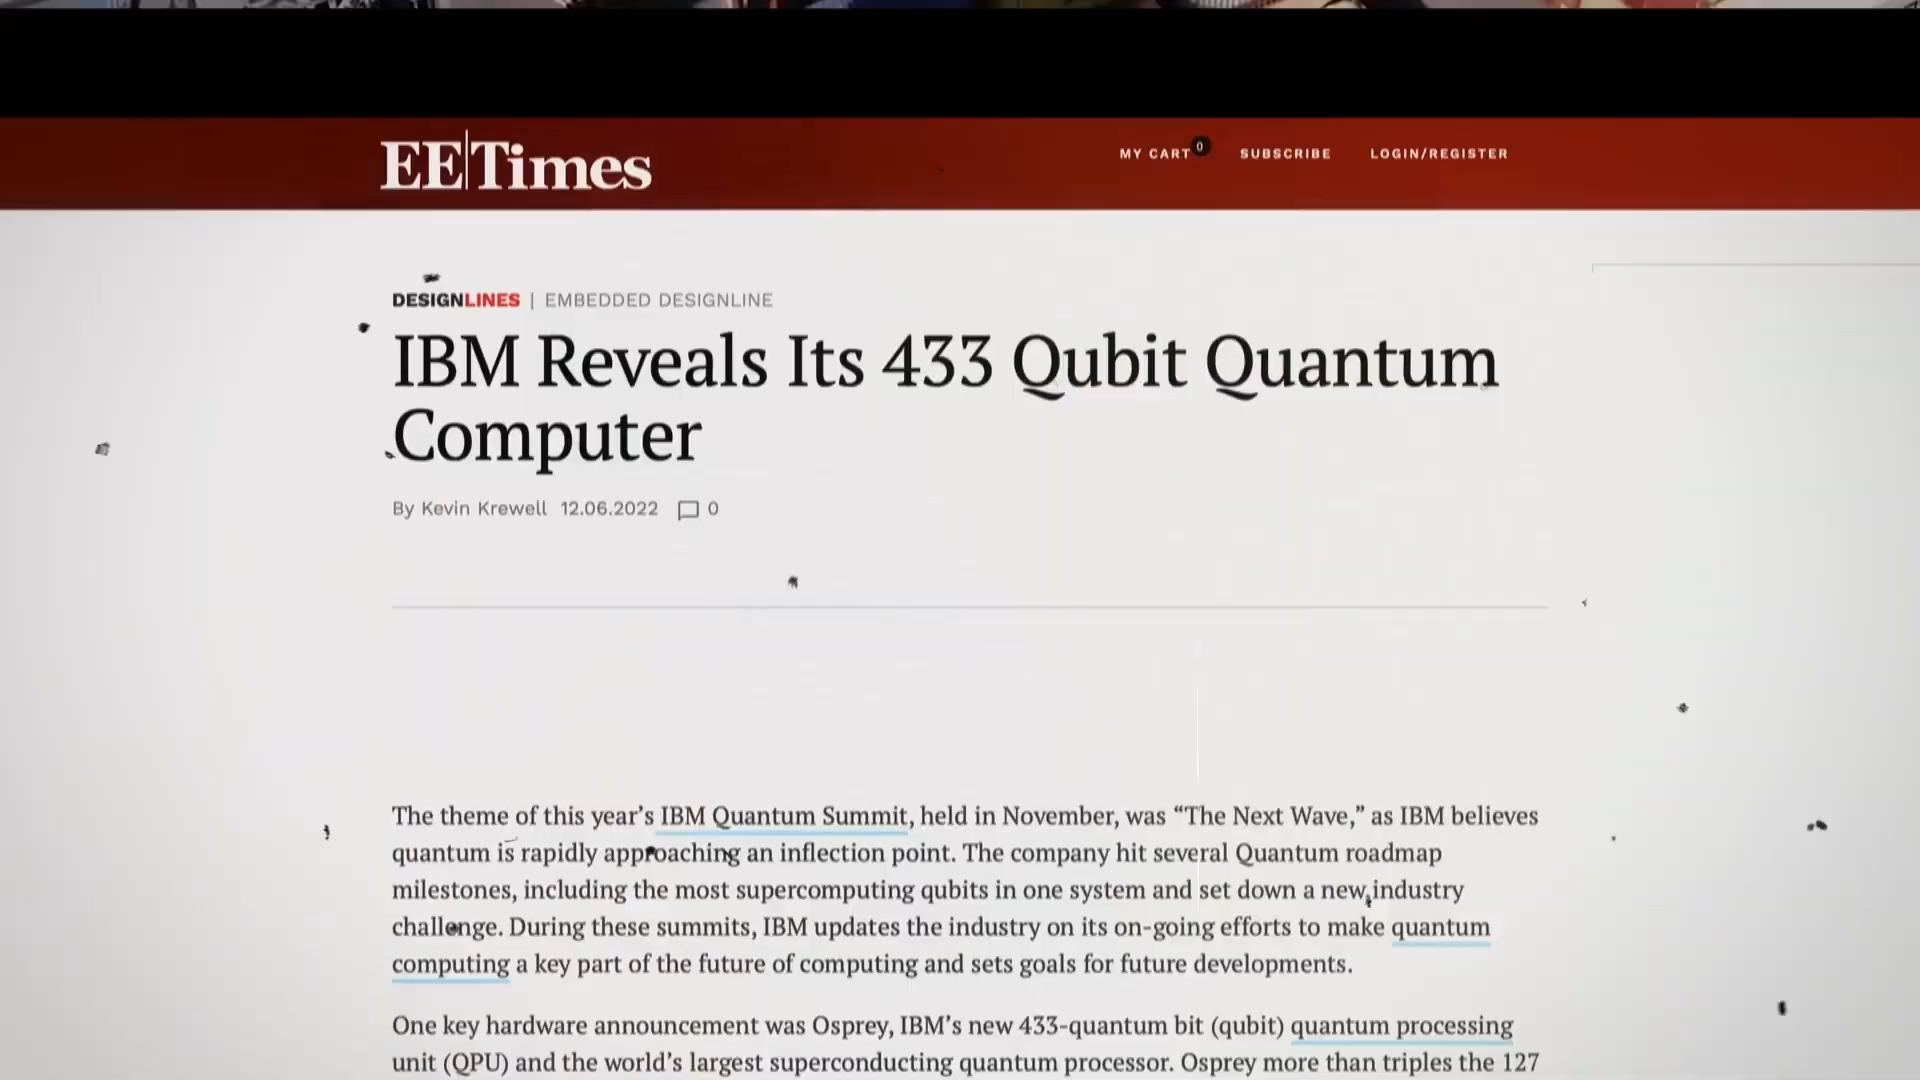 EE|Times
MY CART 0 SUBSCRIBE LOGIN/REGISTER
DESIGNLINES | EMBEDDED DESIGNLINE
IBM Reveals Its 433 Qubit Quantum
Computer
By Kevin Krewell 12.06.2022 0
The theme of this year’s IBM Quantum Summit, held in November, was “The Next Wave,” as IBM believes
quantum is rapidly approaching an inflection point. The company hit several Quantum roadmap
milestones, including the most supercomputing qubits in one system and set down a new industry
challenge. During these summits, IBM updates the industry on its on-going efforts to make quantum
computing a key part of the future of computing and sets goals for future developments.
One key hardware announcement was Osprey, IBM’s new 433-quantum bit (qubit) quantum processing
unit (QPU) and the world’s largest superconducting quantum processor. Osprey more than triples the 127